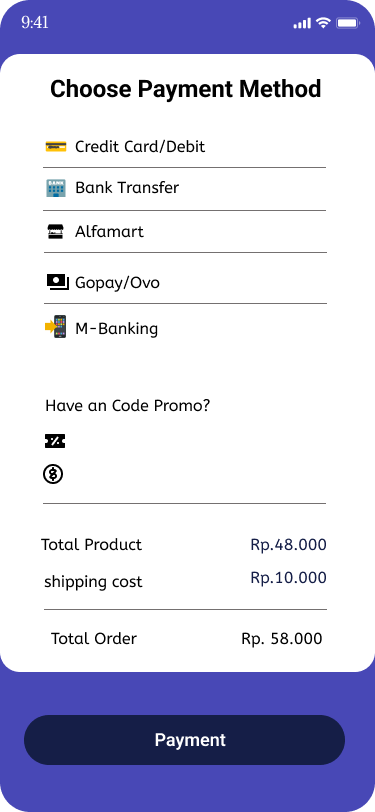 9:41
Choose Payment Method
Credit Card/Debit
Bank Transfer
Alfamart
Gopay/Ovo
M-Banking
Have an Code Promo?
Total Product Rp.48.000
shipping cost Rp.10.000
Total Order Rp. 58.000
Payment